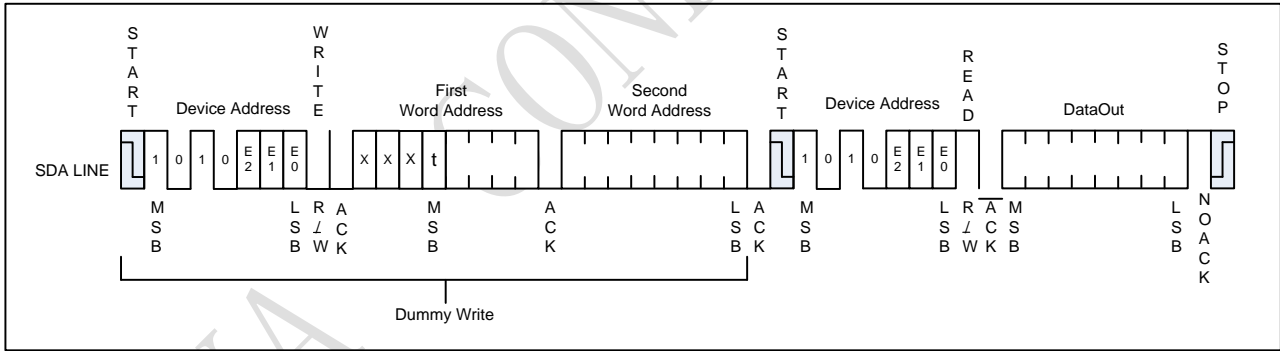 START
WRITE
START
READ
STOP
Device Address
First
Word Address
Second
Word Address
Device Address
DataOut
SDA LINE
1 0 1 0 E2 E1 E0
X X X t
1 0 1 0 E2 E1 E0
MSB
LSB
R/W
ACK
MSB
ACK
LSB
ACK
MSB
LSB
R/W
ACK
MSB
LSB
NOACK
Dummy Write